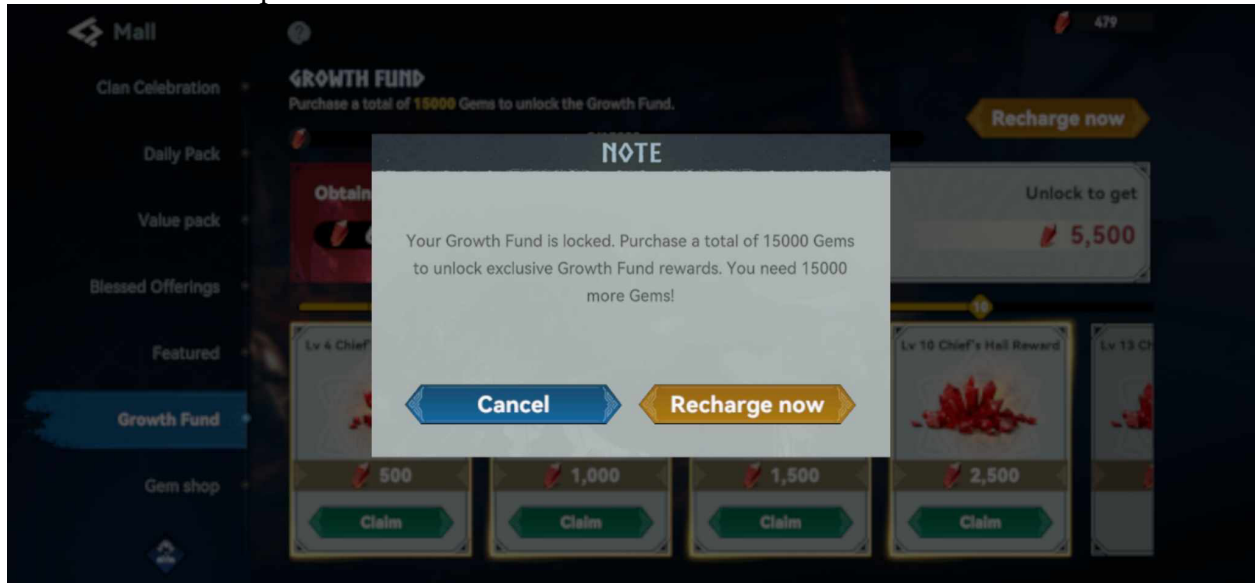 Mall
479
Clan Celebration
GROWTH FUND
Purchase a total of 15000 Gems to unlock the Growth Fund.
Recharge now
Daily Pack
NOTE
Obtain
Unlock to get
Value pack
5,500
Your Growth Fund is locked. Purchase a total of 15000 Gems
to unlock exclusive Growth Fund rewards. You need 15000
more Gems!
Blessed Offerings
10
Featured
Lv 4 Chief'
Lv 10 Chief's Hall Reward
Lv 13 Ch
Cancel
Recharge now
Growth Fund
Gem shop
500
1,000
1,500
2,500
Claim
Claim
Claim
Claim